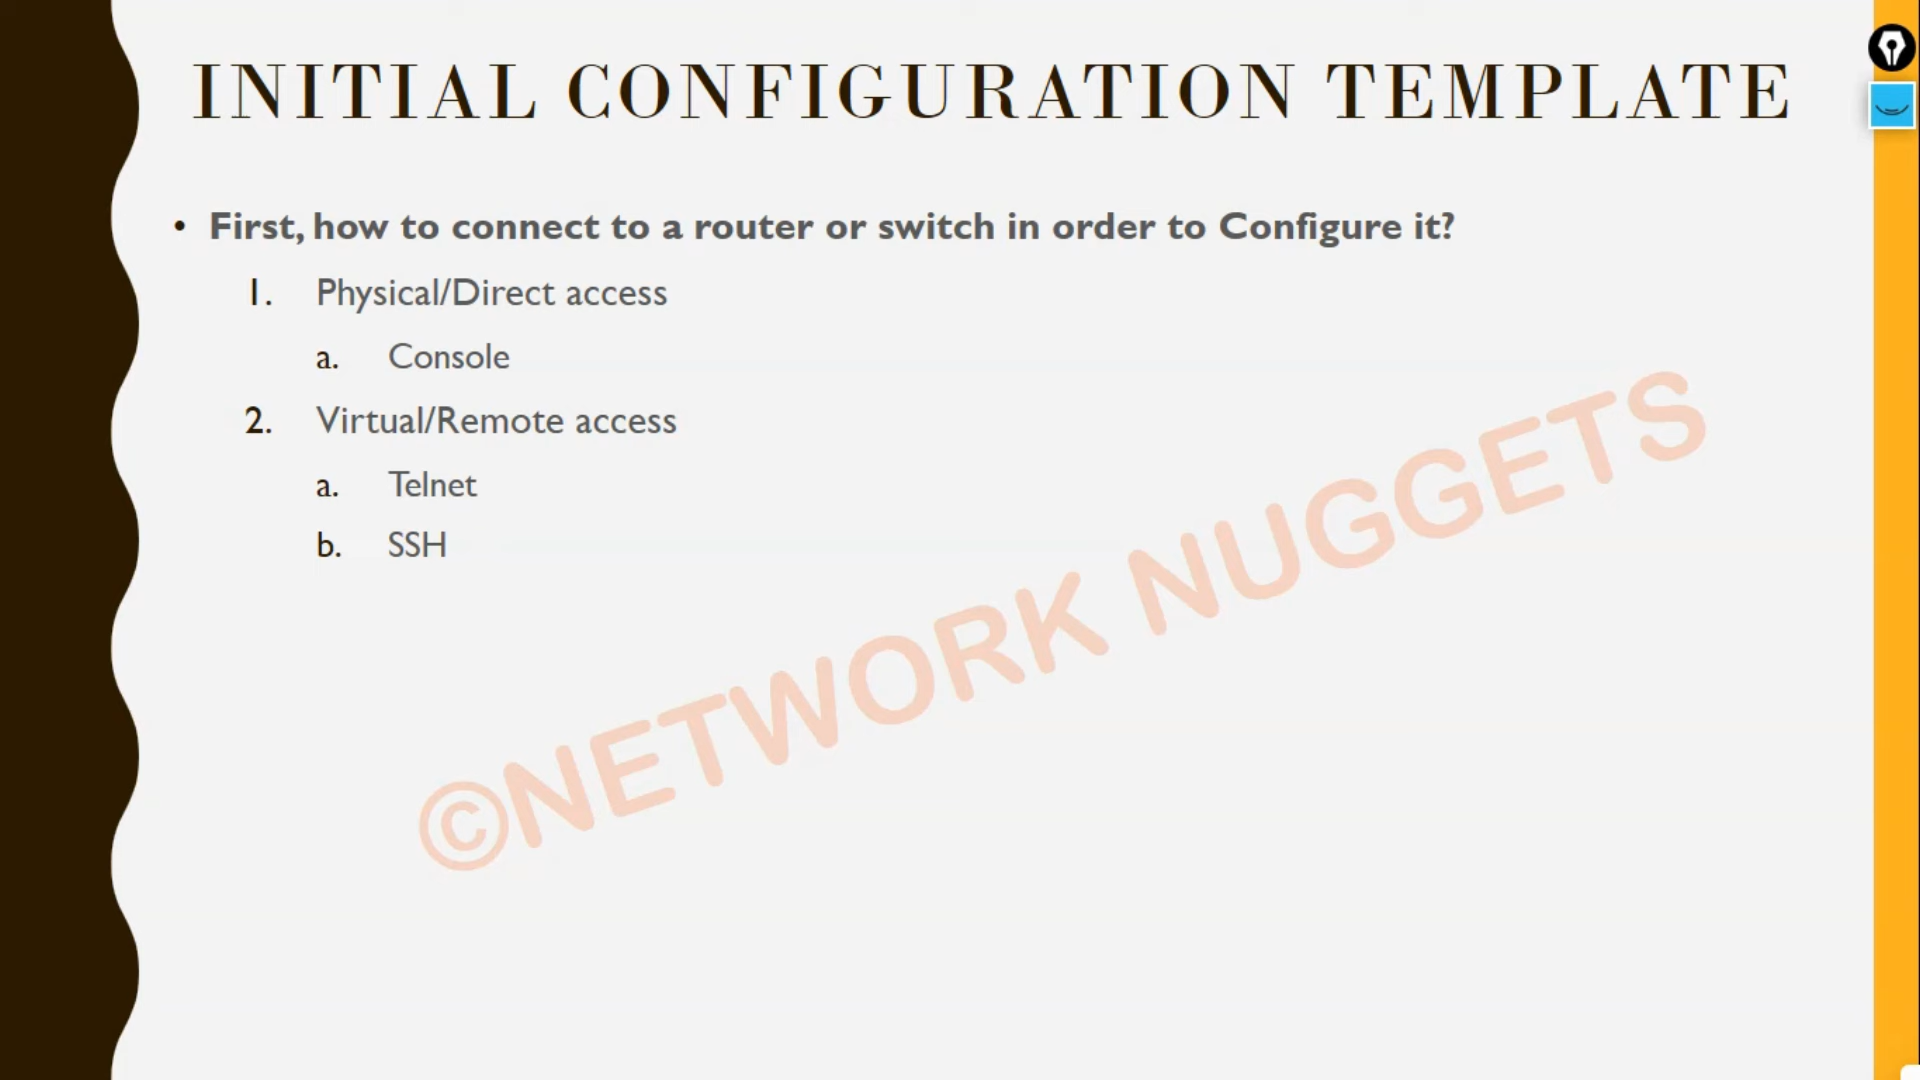 INITIAL CONFIGURATION TEMPLATE
• First, how to connect to a router or switch in order to Configure it?
1. Physical/Direct access
a. Console
2. Virtual/Remote access
a. Telnet
b. SSH
©NETWORK NUGGETS